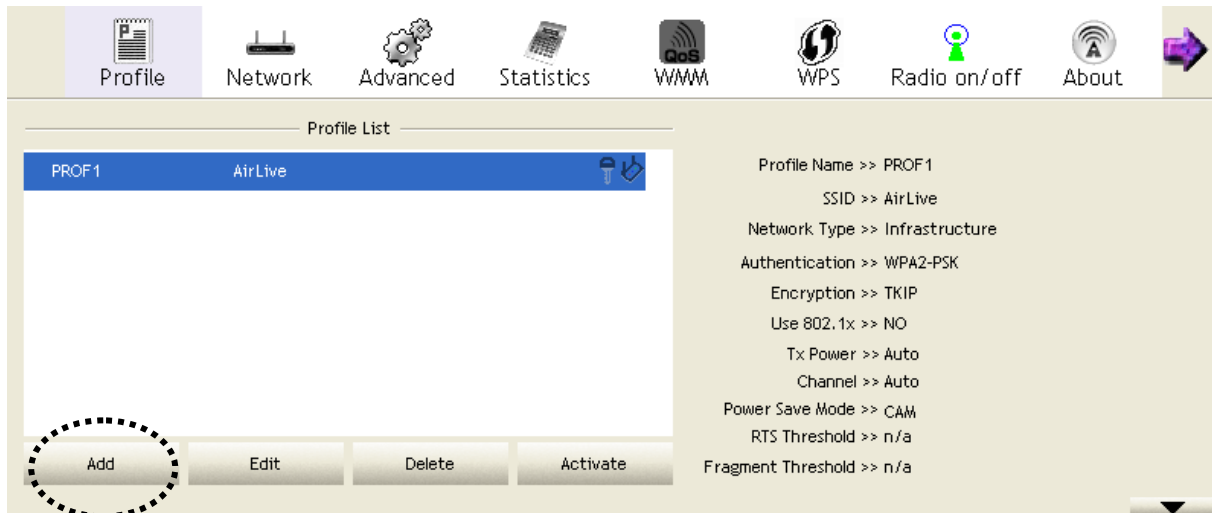 Profile Network Advanced Statistics QoS WMM WPS Radio on/off About
Profile List
PROF1 AirLive
Add Edit Delete Activate
Profile Name >> PROF1
SSID >> AirLive
Network Type >> Infrastructure
Authentication >> WPA2-PSK
Encryption >> TKIP
Use 802.1x >> NO
Tx Power >> Auto
Channel >> Auto
Power Save Mode >> CAM
RTS Threshold >> n/a
Fragment Threshold >> n/a